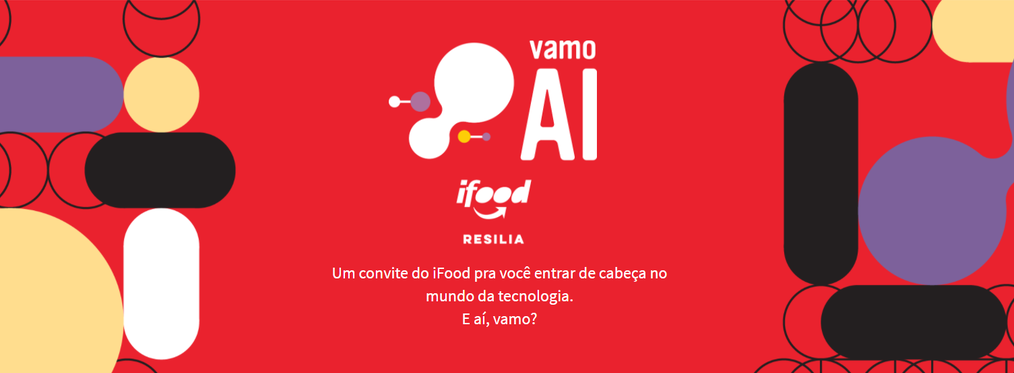 vamo
AI
ifood
RESILIA
Um convite do iFood pra você entrar de cabeça no
mundo da tecnologia.
E aí, vamo?